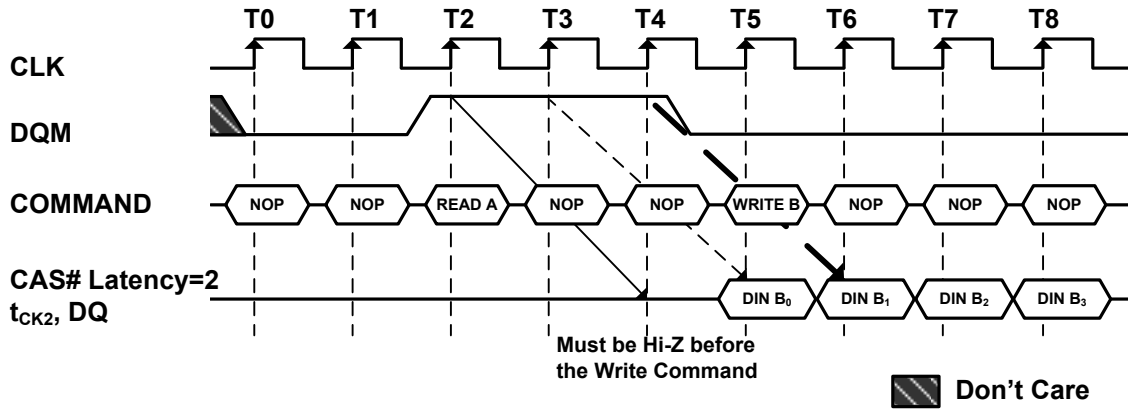 T0 T1 T2 T3 T4 T5 T6 T7 T8
CLK
DQM
COMMAND NOP NOP READ A NOP NOP WRITE B NOP NOP NOP
CAS# Latency=2
tCK2, DQ DIN B0 DIN B1 DIN B2 DIN B3
Must be Hi-Z before
the Write Command
Don't Care